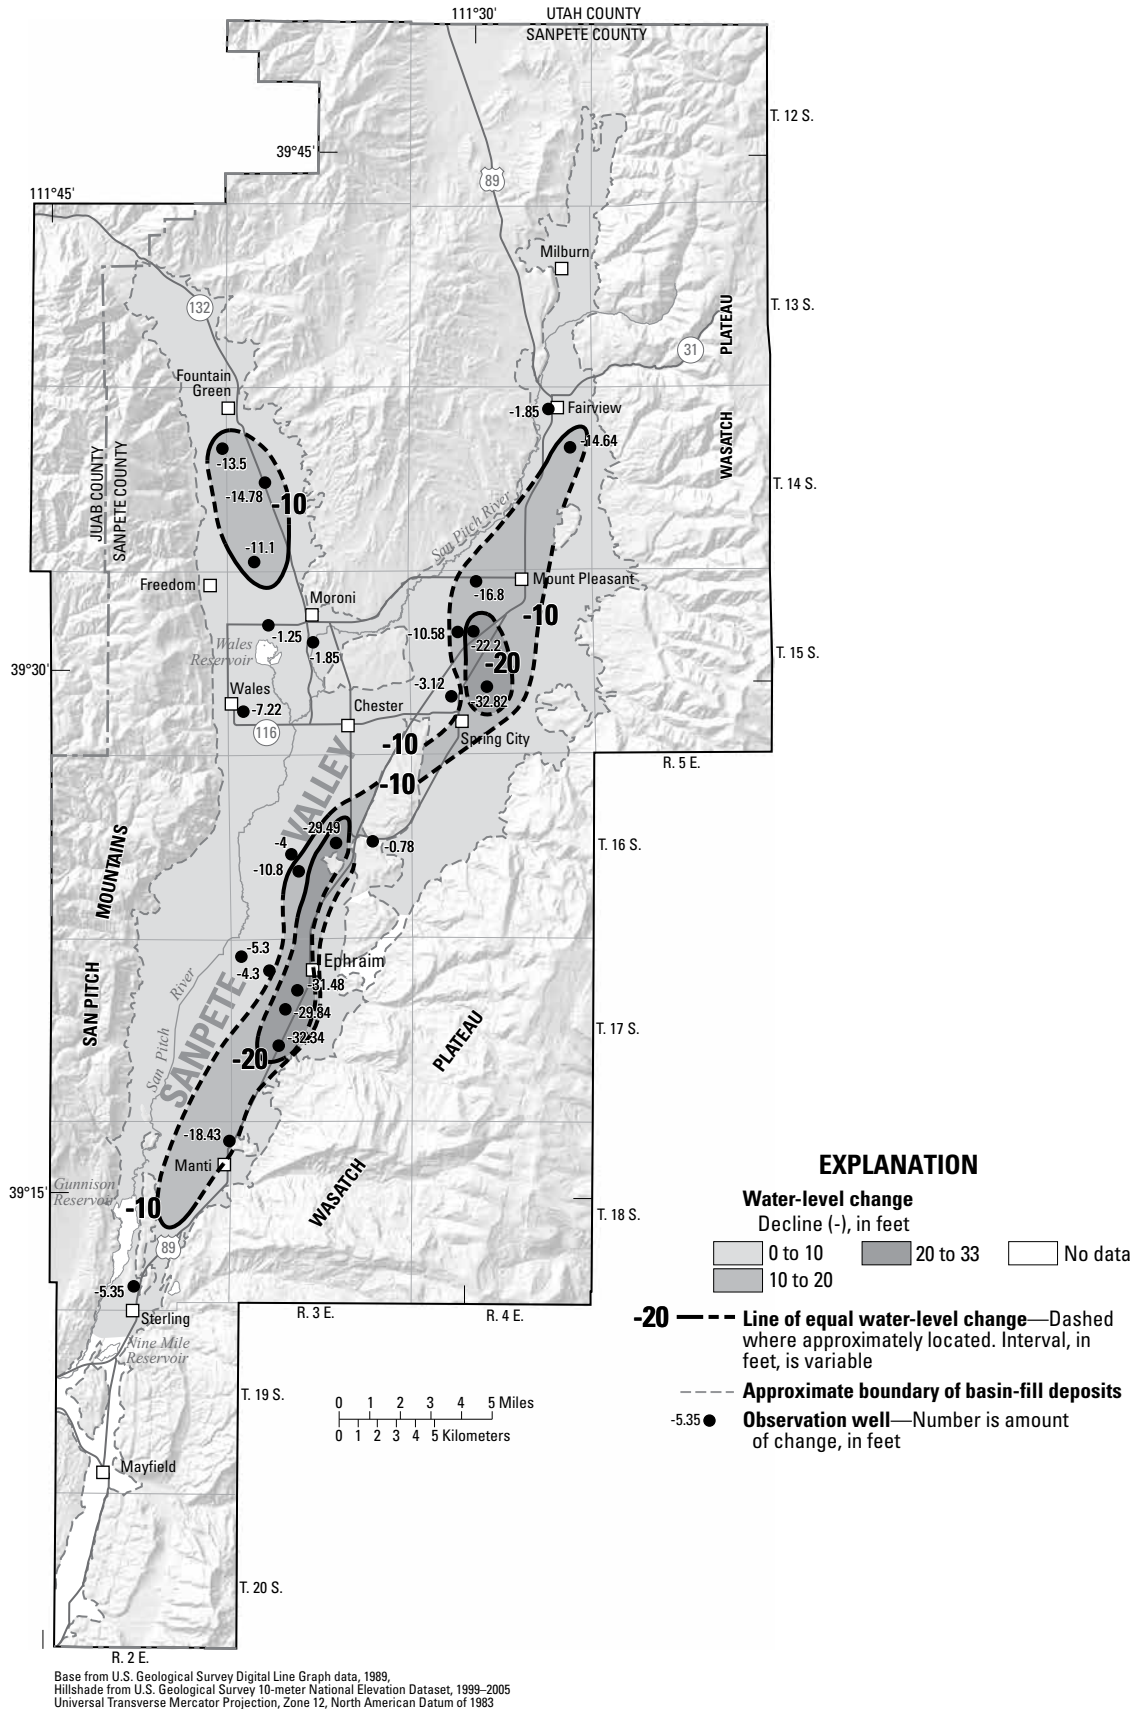 111°30'
UTAH COUNTY
SANPETE COUNTY
T. 12 S.
39°45'
89
111°45'
Milburn
132
T. 13 S.
PLATEAU
31
WASATCH
Fountain
Green
-1.85
Fairview
-14.64
JUAB COUNTY
SANPETE COUNTY
-13.5
-14.78
-10
T. 14 S.
San Pitch River
-11.1
Freedom
Mount Pleasant
-16.8
Moroni
-10
-1.25
-10.58
-22.2
Wales
Reservoir
-1.85
-20
T. 15 S.
39°30'
-3.12
-32.82
Wales
-7.22
Chester
116
Spring City
-10
R. 5 E.
-10
SANPETE VALLEY
-29.49
-4
-0.78
T. 16 S.
-10.8
SAN PITCH MOUNTAINS
-5.3
-4.3
Ephraim
-31.48
San Pitch River
-29.84
T. 17 S.
-32.34
-20
WASATCH PLATEAU
-18.43
Manti
39°15'
Gunnison
Reservoir
-10
T. 18 S.
89
-5.35
Sterling
R. 3 E.
R. 4 E.
Nine Mile
Reservoir
T. 19 S.
0 1 2 3 4 5 Miles
0 1 2 3 4 5 Kilometers
Mayfield
T. 20 S.
R. 2 E.
EXPLANATION
Water-level change
Decline (-), in feet
0 to 10
20 to 33
No data
10 to 20
-20 Line of equal water-level change—Dashed
where approximately located. Interval, in
feet, is variable
Approximate boundary of basin-fill deposits
-5.35 Observation well—Number is amount
of change, in feet
Base from U.S. Geological Survey Digital Line Graph data, 1989,
Hillshade from U.S. Geological Survey 10-meter National Elevation Dataset, 1999–2005
Universal Transverse Mercator Projection, Zone 12, North American Datum of 1983